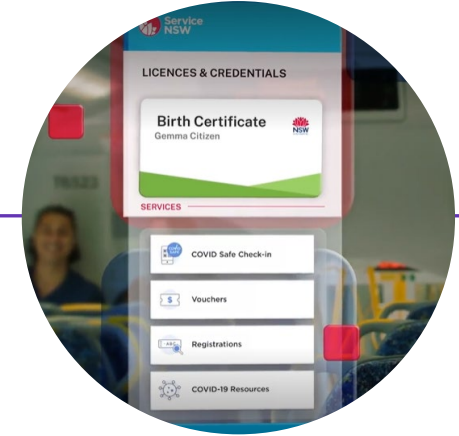 Service
NSW
LICENCES & CREDENTIALS
Birth Certificate
Gemma Citizen
NSW
SERVICES
COVID Safe Check-in
$
Vouchers
ABC
Registrations
COVID-19 Resources